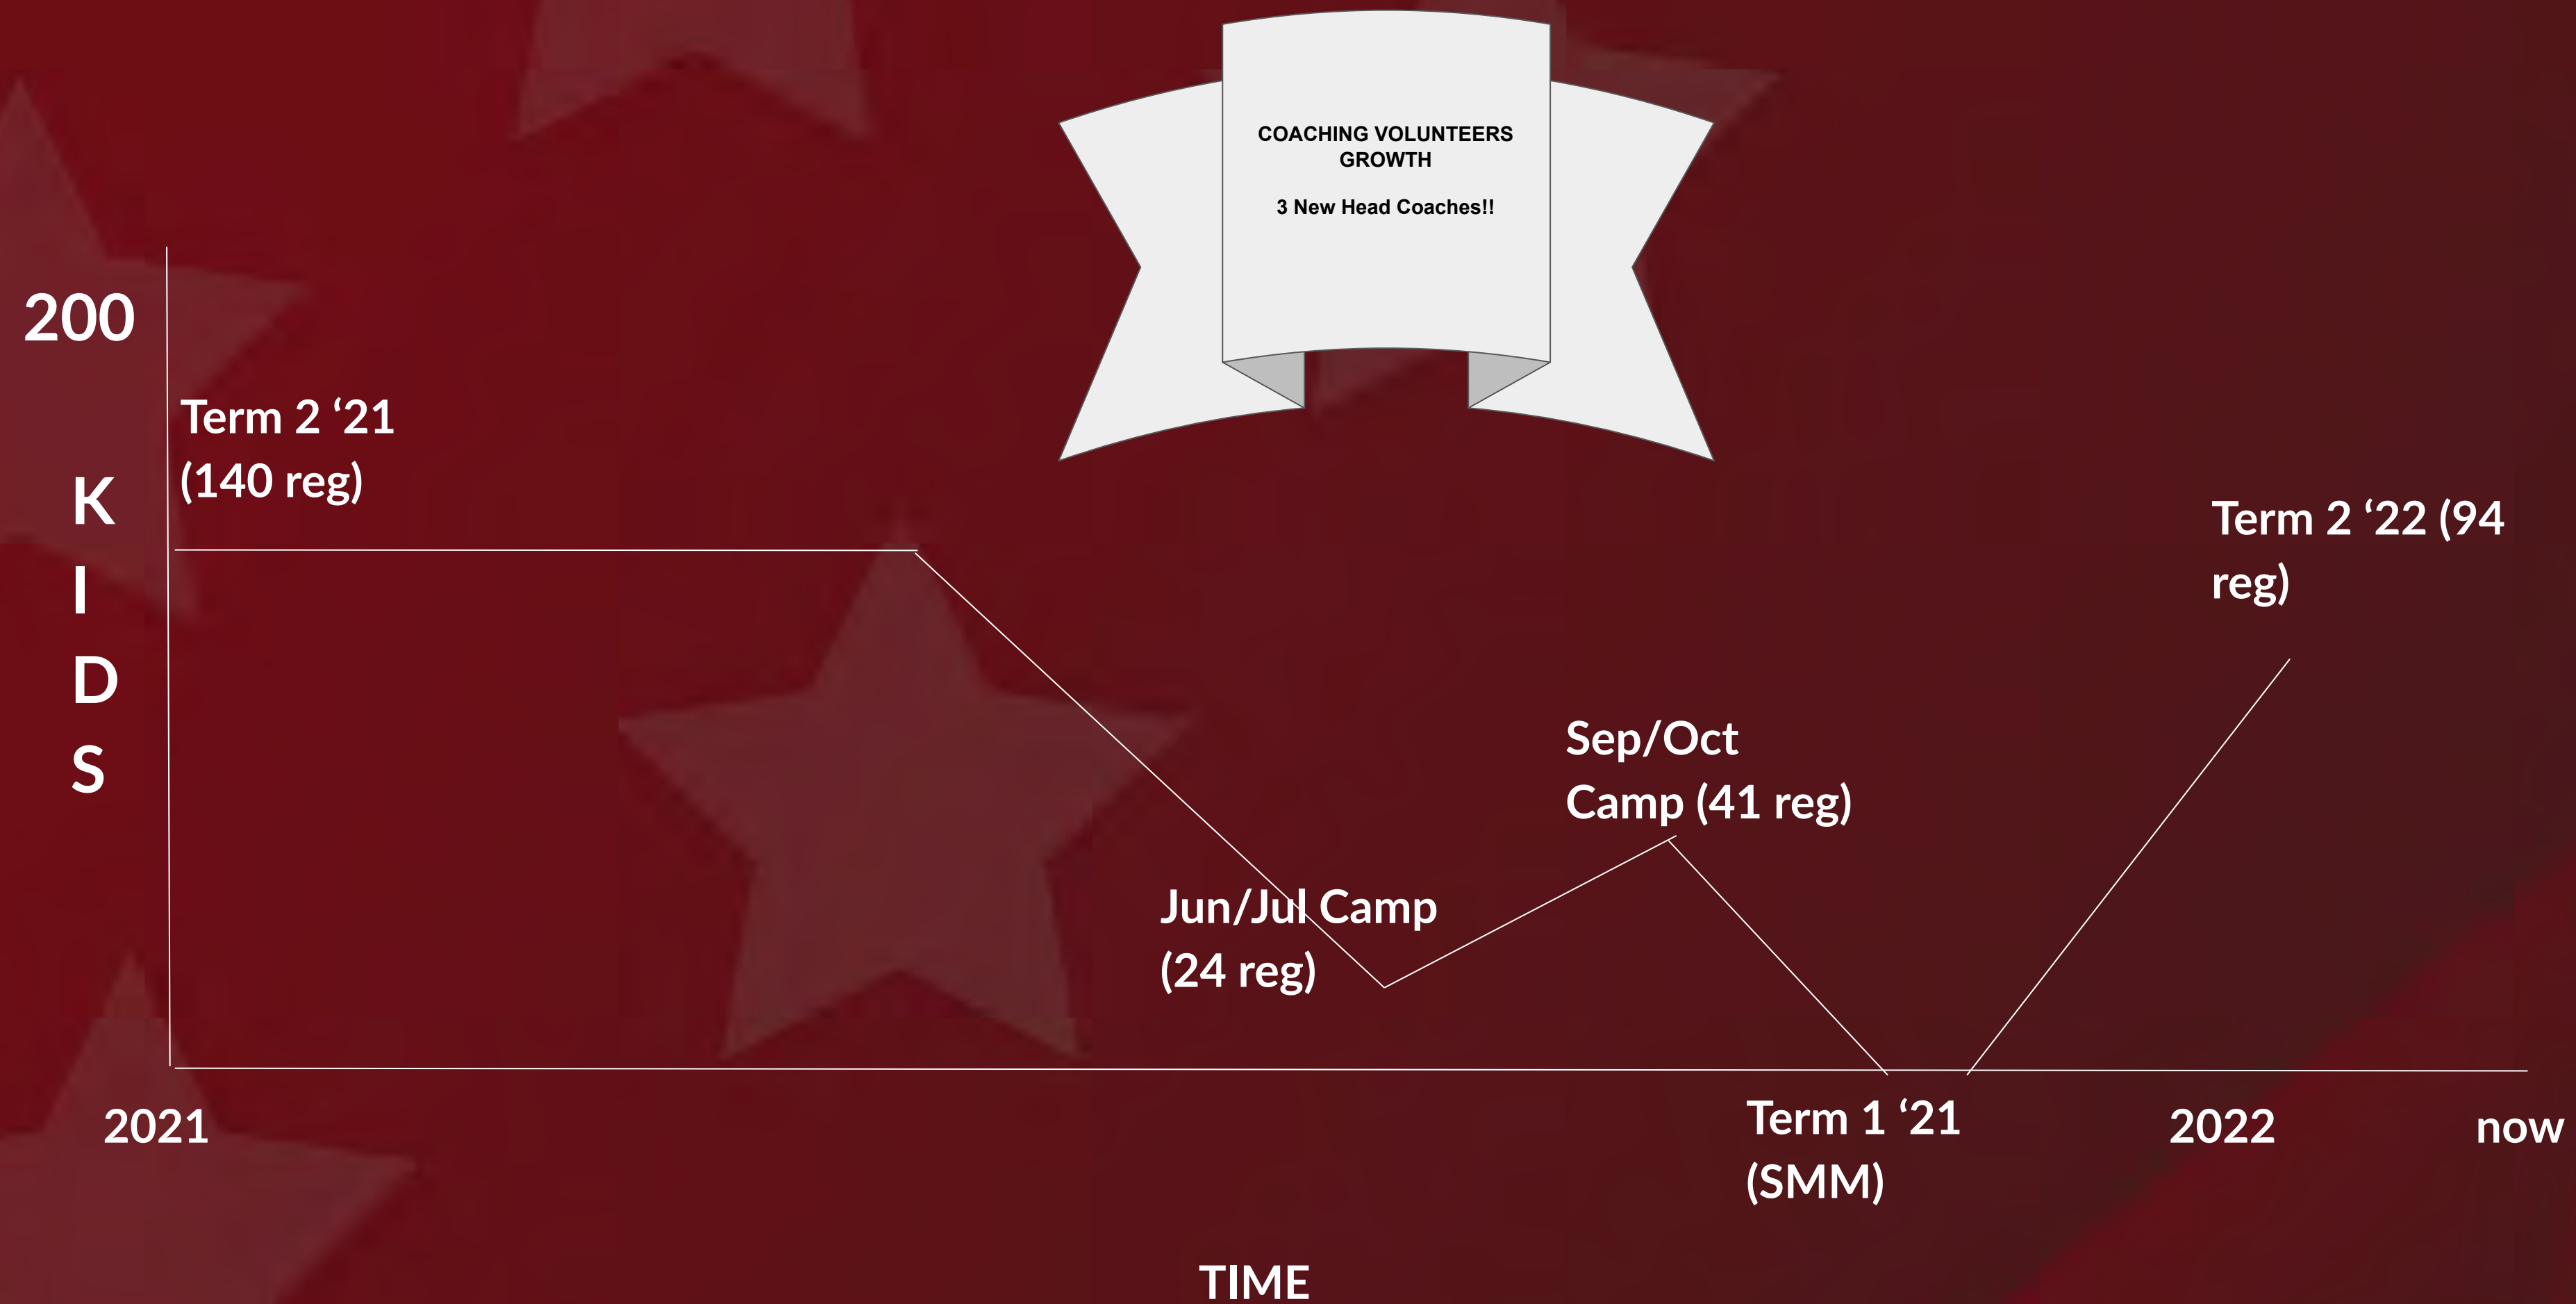 COACHING VOLUNTEERS
GROWTH
3 New Head Coaches!!
200
K
I
D
S
Term 2 ‘21
(140 reg)
Jun/Jul Camp
(24 reg)
Sep/Oct
Camp (41 reg)
Term 2 ‘22 (94
reg)
2021
Term 1 ‘21
(SMM)
2022
now
TIME